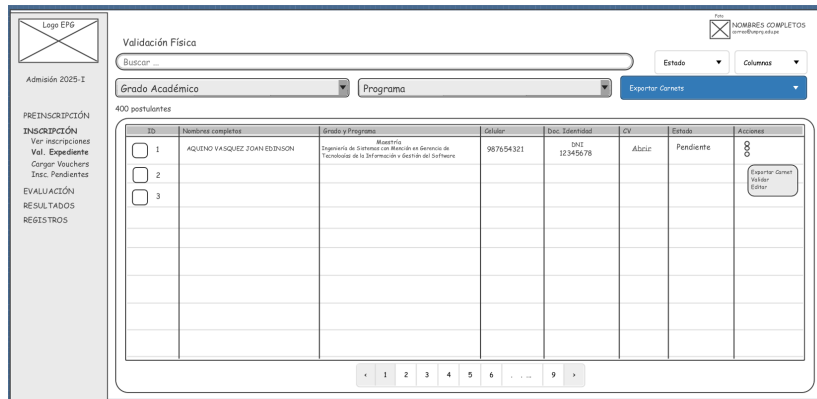 Logo EPG
Admisión 2025-I
PREINSCRIPCIÓN
INSCRIPCIÓN
Ver inscripciones
Val. Expediente
Cargar Vouchers
Insc. Pendientes
EVALUACIÓN
RESULTADOS
REGISTROS
Foto
NOMBRES COMPLETOS
correo@unprg.edu.pe
Validación Física
Buscar ...
Estado
Columnas
Grado Académico
Programa
Exportar Carnets
400 postulantes
ID Nombres completos Grado y Programa Celular Doc. Identidad CV Estado Acciones
1 AQUINO VASQUEZ JOAN EDINSON
Maestría
Ingeniería de Sistemas con Mención en Gerencia de
Tecnologías de la Información y Gestión del Software
987654321
DNI
12345678
Abrir
Pendiente
2
3
Exportar Carnet
Validar
Editar
‹ 1 2 3 4 5 6 . . ... 9 ›